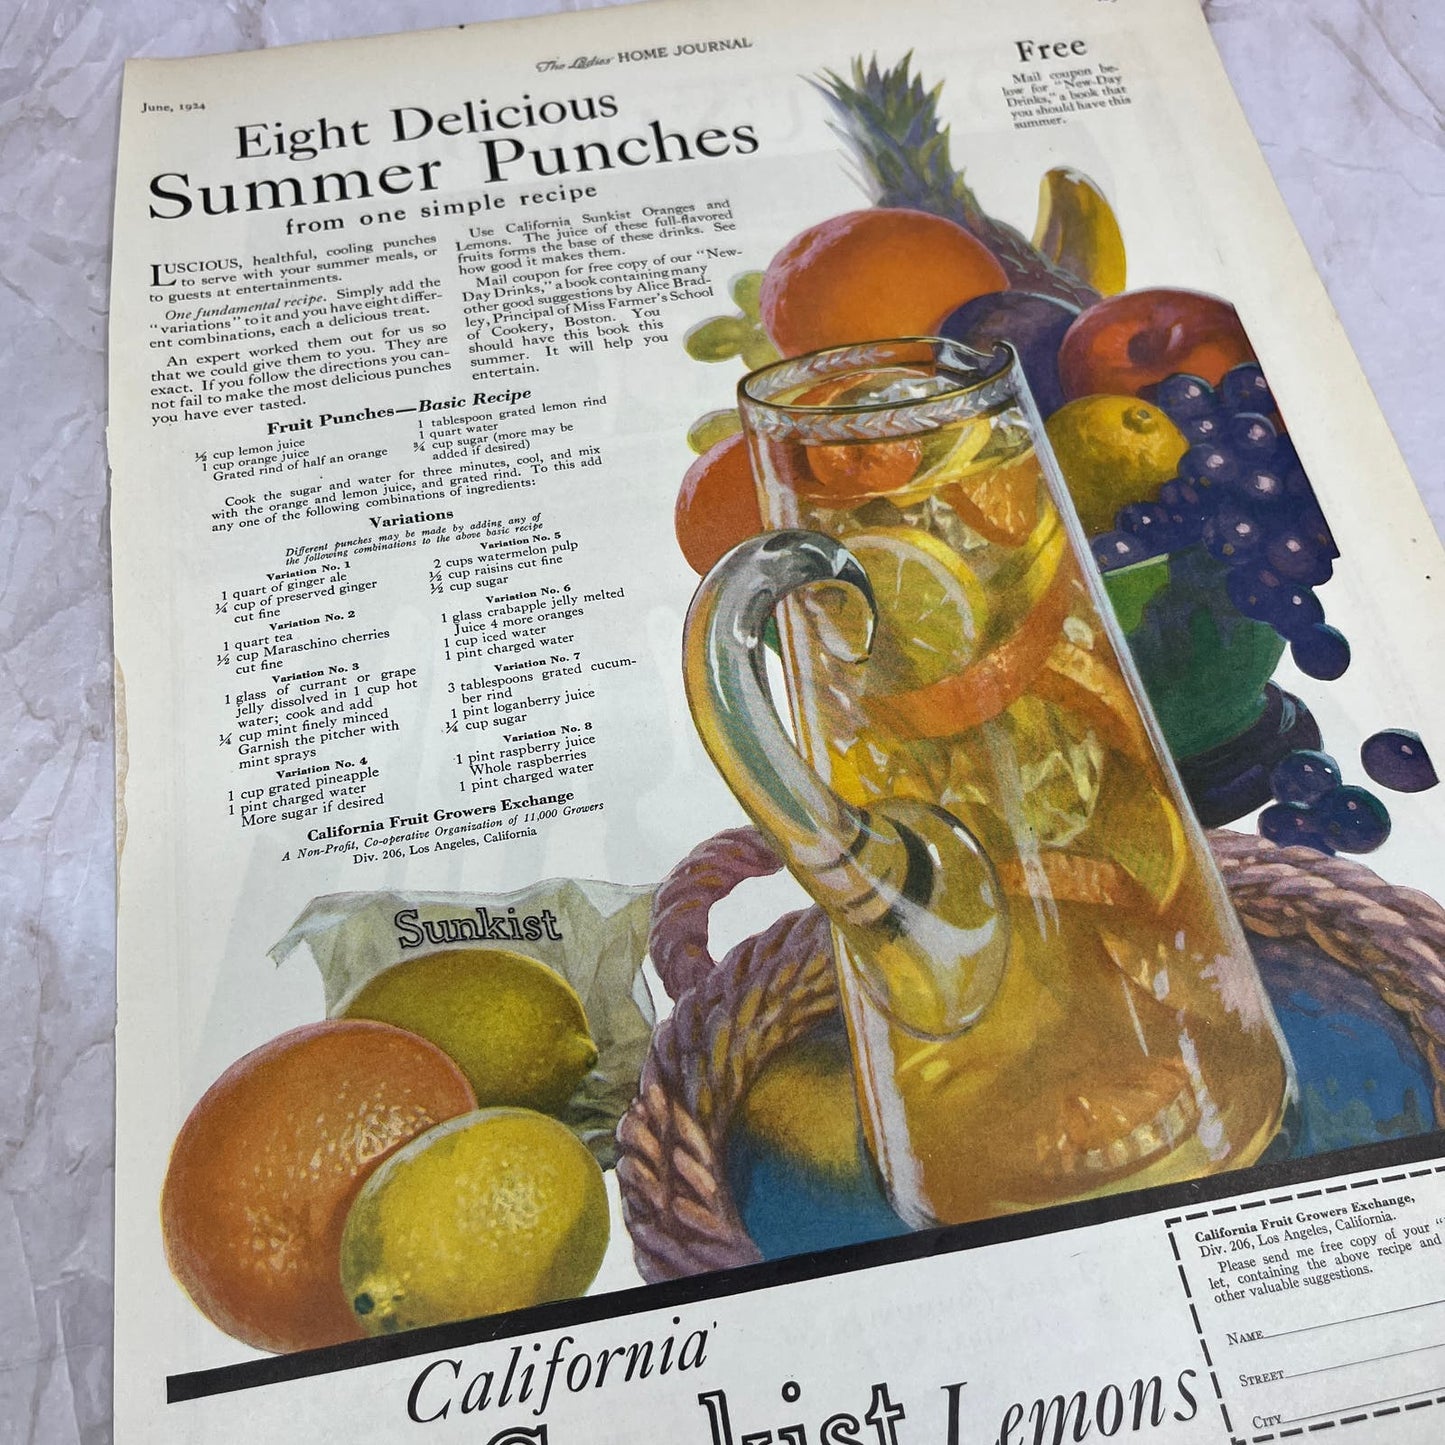 June, 1924
The Ladies' HOME JOURNAL
Eight Delicious
Summer Punches
from one simple recipe
LUSCIOUS, healthful, cooling punches
to serve with your summer meals, or
to guests at entertainments.
One fundamental recipe. Simply add the
"variations" to it and you have eight differ-
ent combinations, each a delicious treat.
An expert worked them out for us so
that we could give them to you. They are
exact. If you follow the directions you can-
not fail to make the most delicious punches
you have ever tasted.
Use California Sunkist Oranges and
Lemons. The juice of these full-flavored
fruits forms the base of these drinks. See
how good it makes them.
Mail coupon for free copy of our "New-
Day Drinks," a book containing many
other good suggestions by Alice Brad-
ley, Principal of Miss Farmer's School
of Cookery, Boston. You
should have this book this
summer. It will help you
entertain.
Free
Mail coupon be-
low for "New-Day
Drinks," a book that
you should have this
summer.
Fruit Punches—Basic Recipe
½ cup lemon juice
1 cup orange juice
Grated rind of half an orange
1 tablespoon grated lemon rind
1 quart water
¾ cup sugar (more may be
added if desired)
Cook the sugar and water for three minutes, cool, and mix
with the orange and lemon juice, and grated rind. To this add
any one of the following combinations of ingredients:
Variations
Different punches may be made by adding any of
the following combinations to the above basic recipe
Variation No. 1
1 quart of ginger ale
¼ cup of preserved ginger
cut fine
Variation No. 2
1 quart tea
½ cup Maraschino cherries
cut fine
Variation No. 3
1 glass of currant or grape
jelly dissolved in 1 cup hot
water; cook and add
¼ cup mint finely minced
Garnish the pitcher with
mint sprays
Variation No. 4
1 cup grated pineapple
1 pint charged water
More sugar if desired
Variation No. 5
2 cups watermelon pulp
½ cup raisins cut fine
½ cup sugar
Variation No. 6
1 glass crabapple jelly melted
Juice 4 more oranges
1 cup iced water
1 pint charged water
Variation No. 7
3 tablespoons grated cucum-
ber rind
1 pint loganberry juice
¼ cup sugar
Variation No. 8
1 pint raspberry juice
Whole raspberries
1 pint charged water
California Fruit Growers Exchange
A Non-Profit, Co-operative Organization of 11,000 Growers
Div. 206, Los Angeles, California
Sunkist
California
Sunkist Lemons
California Fruit Growers Exchange,
Div. 206, Los Angeles, California.
Please send me free copy of your "
let, containing the above recipe and
other valuable suggestions.
NAME
STREET
CITY